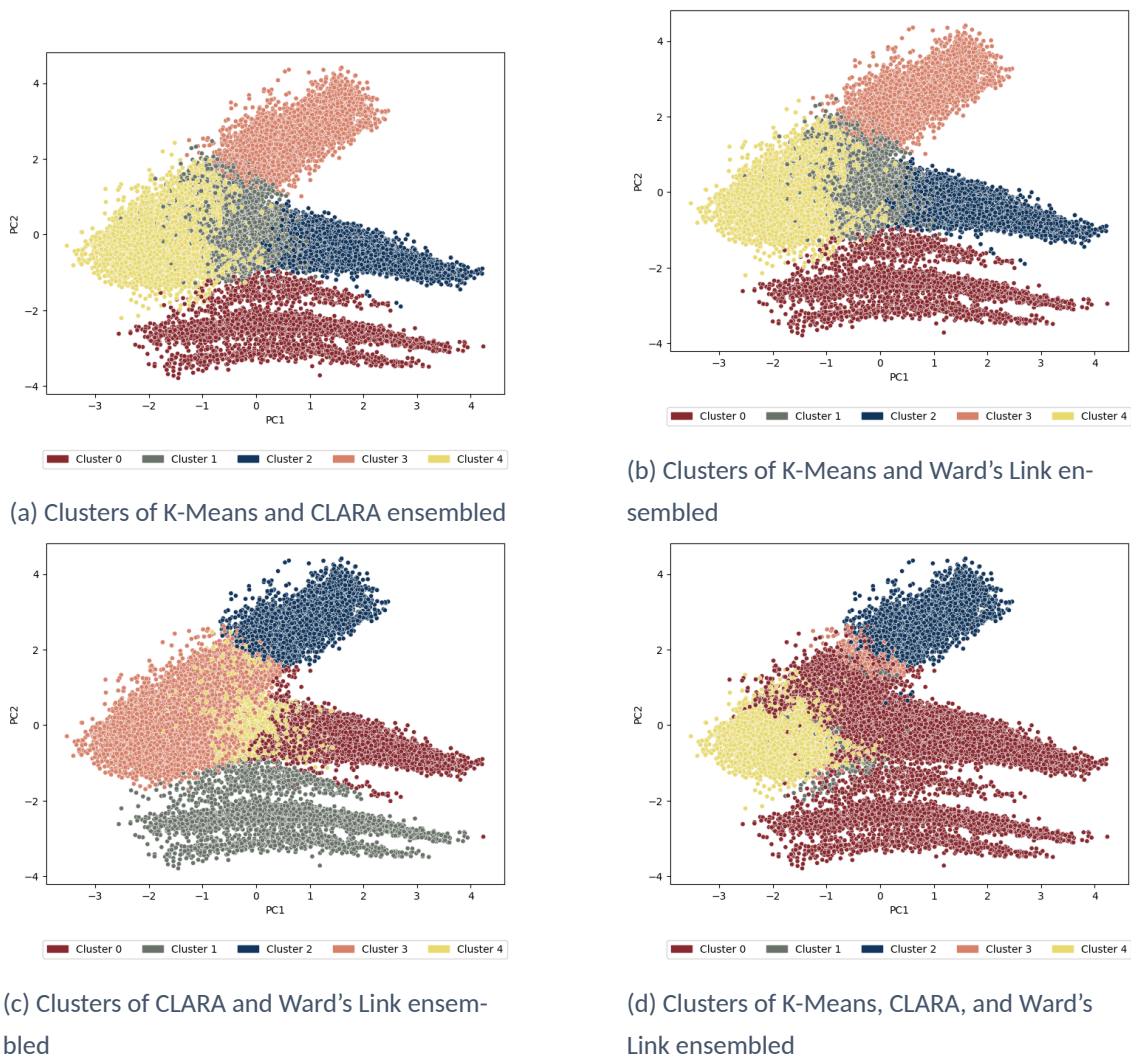 4
2
0
−2
−4
PC2
−3 −2 −1 0 1 2 3 4
PC1
Cluster 0 Cluster 1 Cluster 2 Cluster 3 Cluster 4
(a) Clusters of K-Means and CLARA ensembled
4
2
0
−2
−4
PC2
−3 −2 −1 0 1 2 3 4
PC1
Cluster 0 Cluster 1 Cluster 2 Cluster 3 Cluster 4
(b) Clusters of K-Means and Ward’s Link en-
sembled
4
2
0
−2
−4
PC2
−3 −2 −1 0 1 2 3 4
PC1
Cluster 0 Cluster 1 Cluster 2 Cluster 3 Cluster 4
(c) Clusters of CLARA and Ward’s Link ensem-
bled
4
2
0
−2
−4
PC2
−3 −2 −1 0 1 2 3 4
PC1
Cluster 0 Cluster 1 Cluster 2 Cluster 3 Cluster 4
(d) Clusters of K-Means, CLARA, and Ward’s
Link ensembled